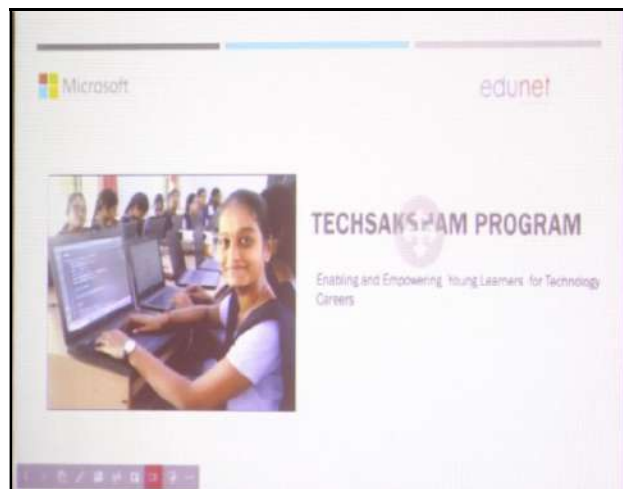 Microsoft
edunet
TECHSAKSHAM PROGRAM
Enabling and Empowering Young Learners for Technology
Careers